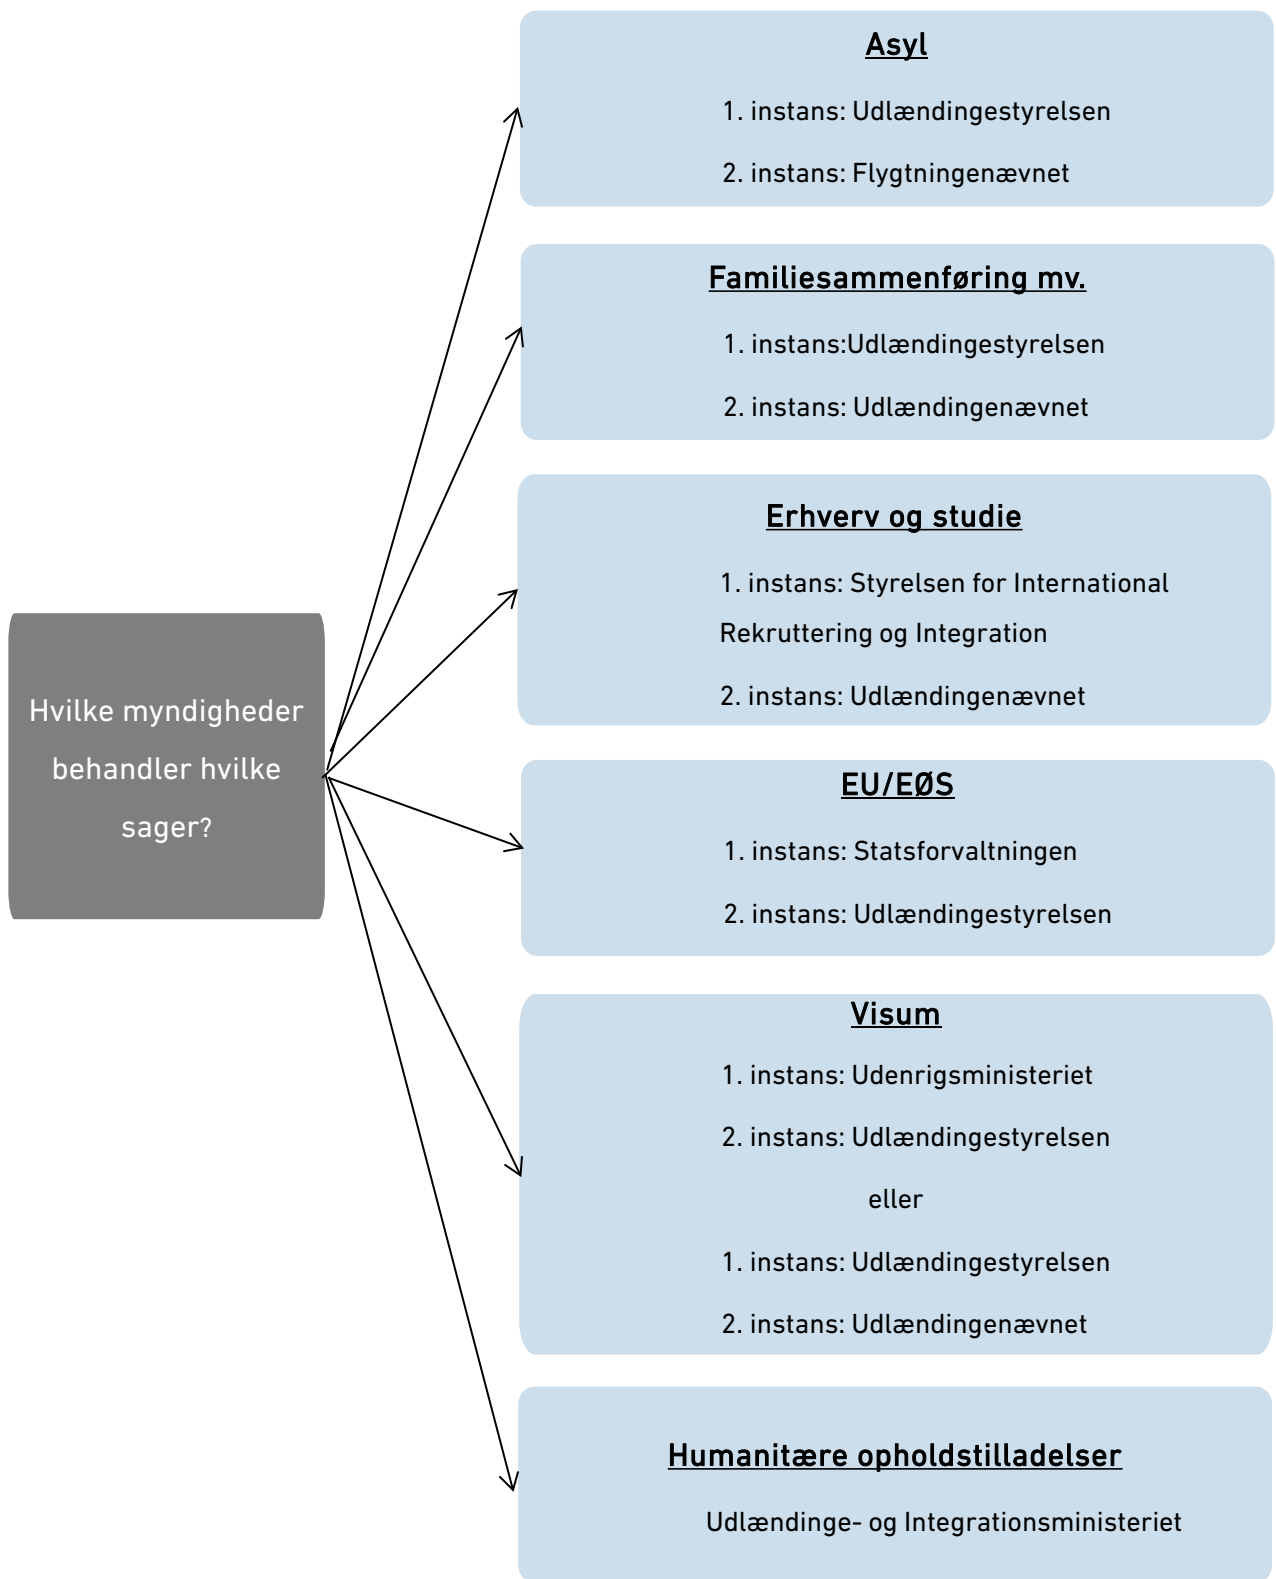 Hvilke myndigheder
behandler hvilke
sager?
Asyl
1. instans: Udlændingestyrelsen
2. instans: Flygtningenævnet
Familiesammenføring mv.
1. instans:Udlændingestyrelsen
2. instans: Udlændingenævnet
Erhverv og studie
1. instans: Styrelsen for International
Rekruttering og Integration
2. instans: Udlændingenævnet
EU/EØS
1. instans: Statsforvaltningen
2. instans: Udlændingestyrelsen
Visum
1. instans: Udenrigsministeriet
2. instans: Udlændingestyrelsen
eller
1. instans: Udlændingestyrelsen
2. instans: Udlændingenævnet
Humanitære opholdstilladelser
Udlændinge- og Integrationsministeriet